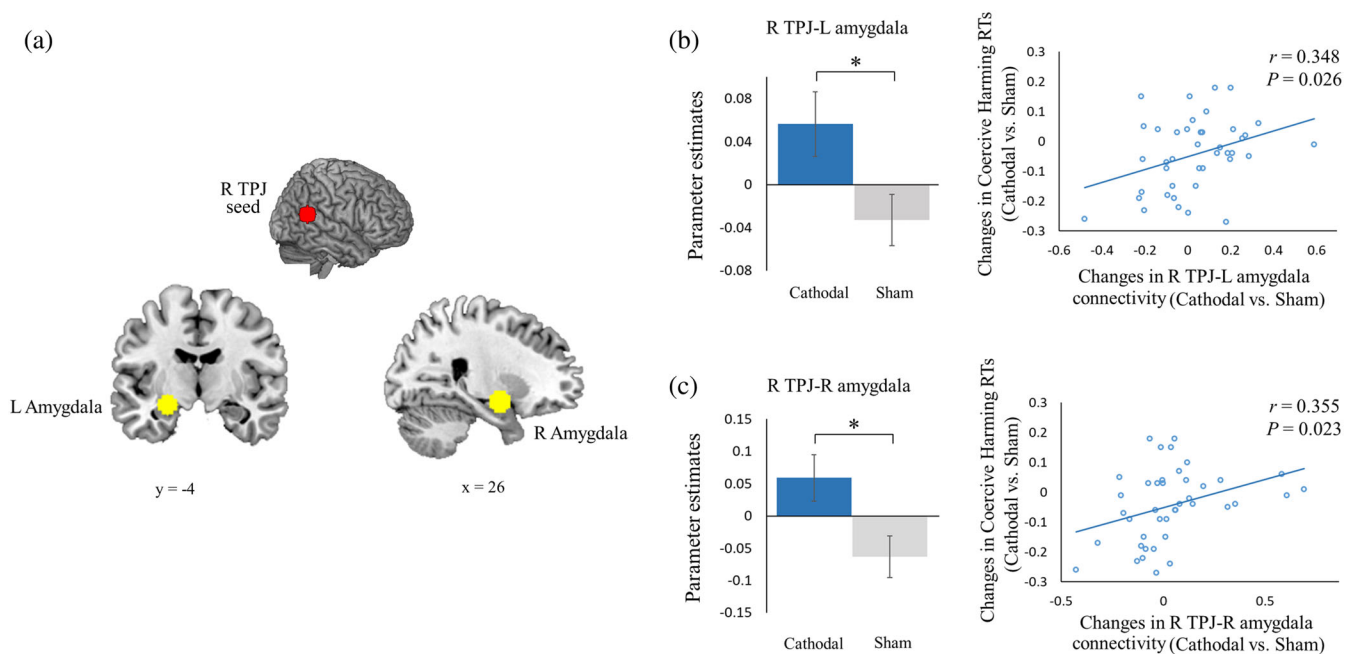 (a)
R TPJ
seed
L Amygdala
R Amygdala
y = -4
x = 26
(b)
R TPJ-L amygdala
*
Parameter estimates
0.08
0.04
0
-0.04
-0.08
Cathodal
Sham
Changes in Coercive Harming RTs
(Cathodal vs. Sham)
0.3
0.2
0.1
0
-0.1
-0.2
-0.3
r = 0.348
P = 0.026
-0.6
-0.4
-0.2
0
0.2
0.4
0.6
Changes in R TPJ-L amygdala
connectivity (Cathodal vs. Sham)
(c)
R TPJ-R amygdala
*
Parameter estimates
0.15
0.1
0.05
0
-0.05
-0.1
-0.15
Cathodal
Sham
Changes in Coercive Harming RTs
(Cathodal vs. Sham)
0.3
0.2
0.1
0
-0.1
-0.2
-0.3
r = 0.355
P = 0.023
-0.5
0
0.5
Changes in R TPJ-R amygdala
connectivity (Cathodal vs. Sham)